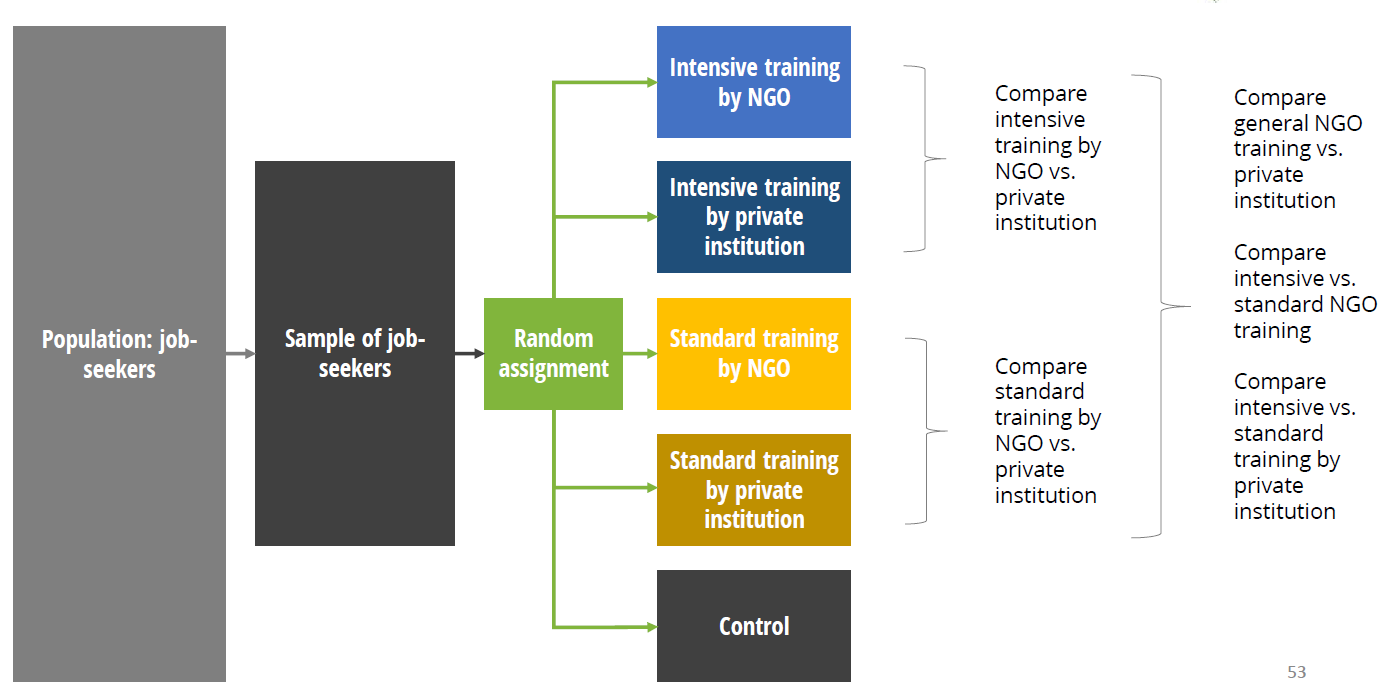 Population: job-
seekers
Sample of job-
seekers
Random
assignment
Intensive training
by NGO
Intensive training
by private
institution
Standard training
by NGO
Standard training
by private
institution
Control
Compare
intensive
training by
NGO vs.
private
institution
Compare
standard
training by
NGO vs.
private
institution
Compare
general NGO
training vs.
private
institution
Compare
intensive vs.
standard NGO
training
Compare
intensive vs.
standard
training by
private
institution
53